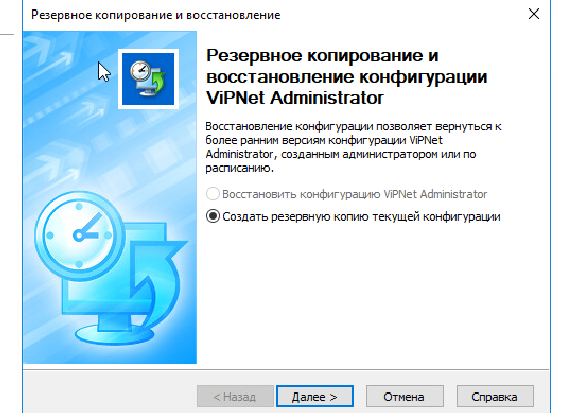 Резервное копирование и восстановление
Резервное копирование и
восстановление конфигурации
ViPNet Administrator
Восстановление конфигурации позволяет вернуться к
более ранним версиям конфигурации ViPNet
Administrator, созданным администратором или по
расписанию.
Восстановить конфигурацию ViPNet Administrator
Создать резервную копию текущей конфигурации
< Назад
Далее >
Отмена
Справка